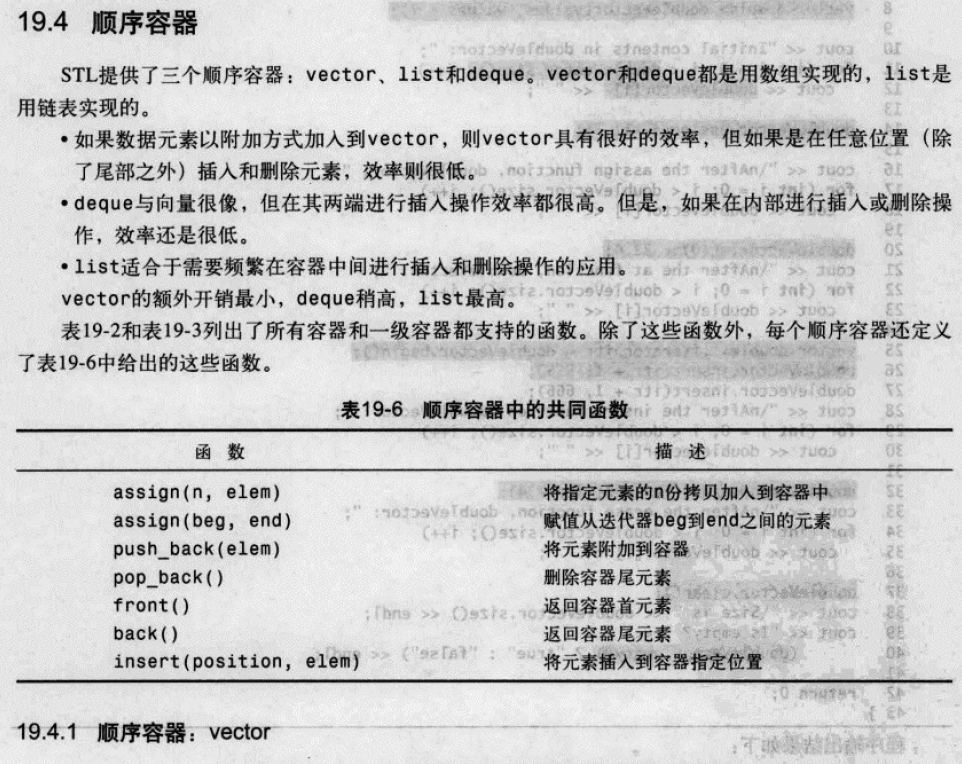 19.4 顺序容器
STL提供了三个顺序容器：vector、list和deque。vector和deque都是用数组实现的，list是
用链表实现的。
•如果数据元素以附加方式加入到vector，则vector具有很好的效率，但如果是在任意位置（除
了尾部之外）插入和删除元素，效率则很低。
•deque与向量很像，但在其两端进行插入操作效率都很高。但是，如果在内部进行插入或删除操
作，效率还是很低。
•list适合于需要频繁在容器中间进行插入和删除操作的应用。
vector的额外开销最小，deque稍高，list最高。
表19-2和表19-3列出了所有容器和一级容器都支持的函数。除了这些函数外，每个顺序容器还定义
了表19-6中给出的这些函数。
表19-6 顺序容器中的共同函数
函 数 描 述
assign(n, elem) 将指定元素的n份拷贝加入到容器中
assign(beg, end) 赋值从迭代器beg到end之间的元素
push_back(elem) 将元素附加到容器
pop_back() 删除容器尾元素
front() 返回容器首元素
back() 返回容器尾元素
insert(position, elem) 将元素插入到容器指定位置
19.4.1 顺序容器：vector